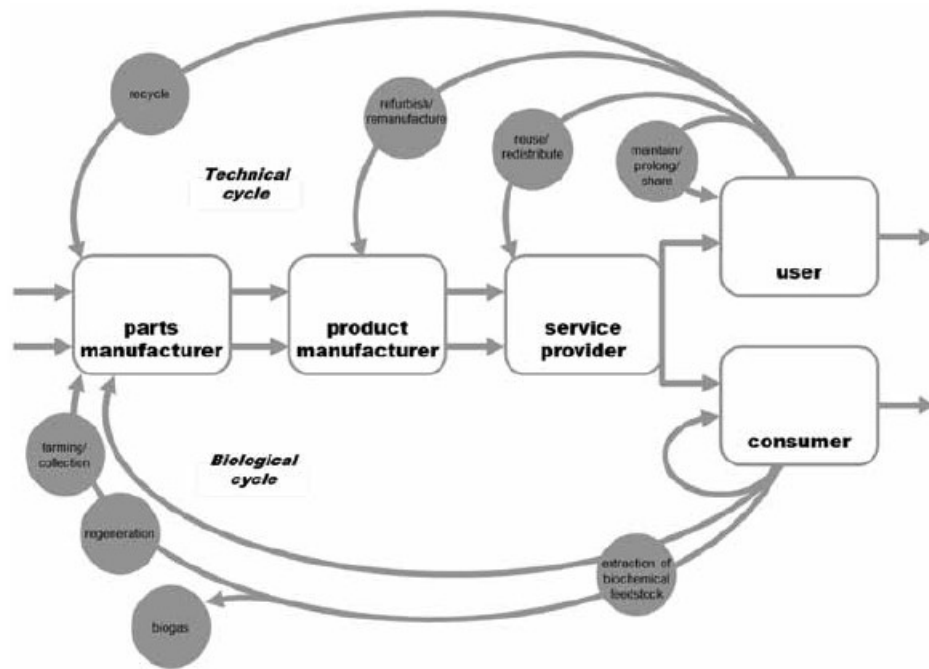 recycle
refurbish/
remanufacture
reuse/
redistribute
maintain/
prolong/
share
Technical
cycle
user
parts
manufacturer
product
manufacturer
service
provider
consumer
farming/
collection
Biological
cycle
regeneration
extraction of
biochemical
feedstock
biogas